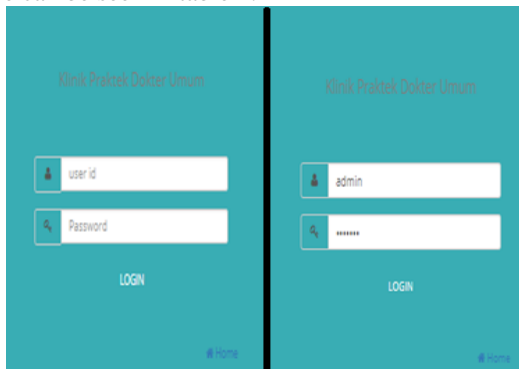 Klinik Praktek Dokter Umum
user id
Password
LOGIN
Home
Klinik Praktek Dokter Umum
admin
•••••••
LOGIN
Home